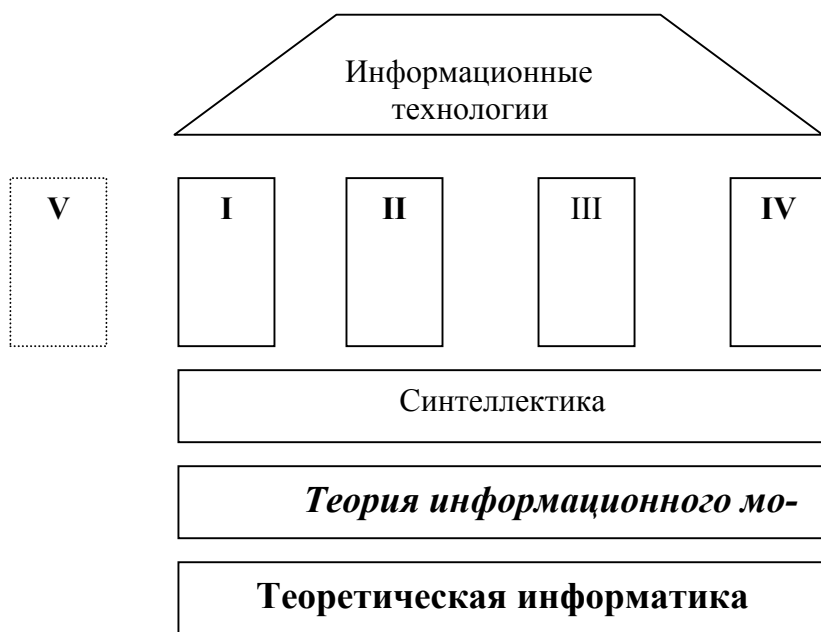 Информационные
технологии
V I II III IV
Синтеллектика
Теория информационного мо-
Теоретическая информатика